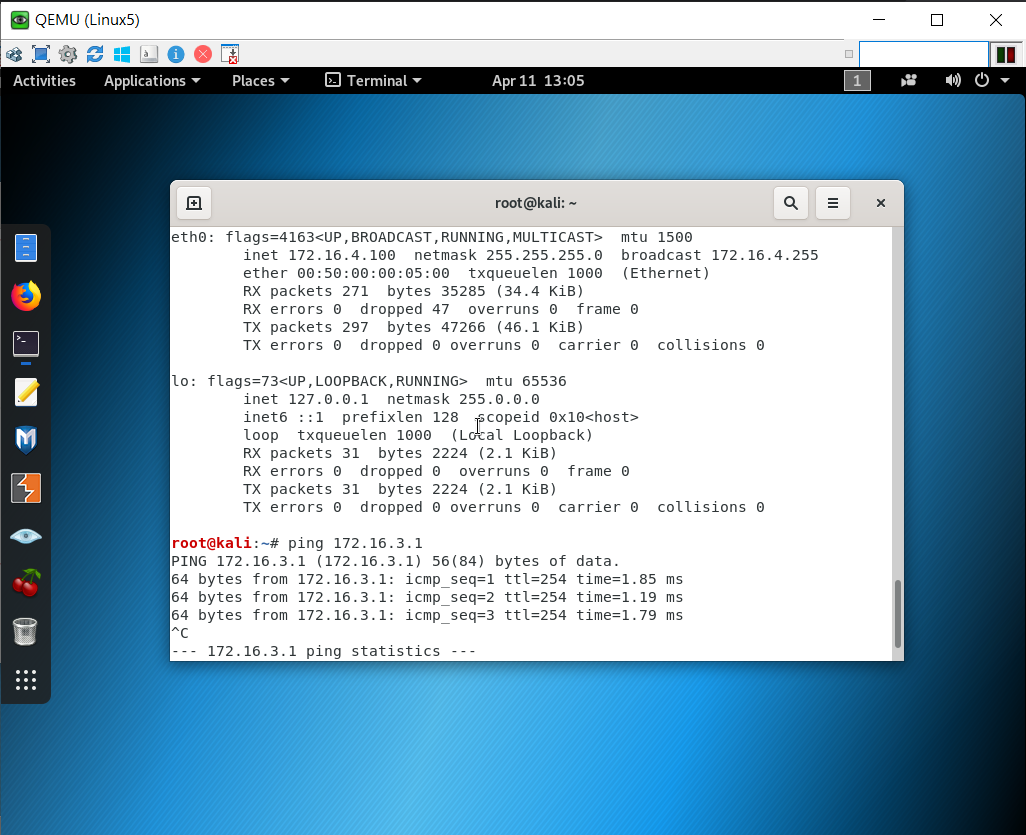 QEMU (Linux5)
Activities Applications Places Terminal Apr 11 13:05 1
root@kali: ~
eth0: flags=4163<UP,BROADCAST,RUNNING,MULTICAST>  mtu 1500
        inet 172.16.4.100  netmask 255.255.255.0  broadcast 172.16.4.255
        ether 00:50:00:00:05:00  txqueuelen 1000  (Ethernet)
        RX packets 271  bytes 35285 (34.4 KiB)
        RX errors 0  dropped 47  overruns 0  frame 0
        TX packets 297  bytes 47266 (46.1 KiB)
        TX errors 0  dropped 0 overruns 0  carrier 0  collisions 0
lo: flags=73<UP,LOOPBACK,RUNNING>  mtu 65536
        inet 127.0.0.1  netmask 255.0.0.0
        inet6 ::1  prefixlen 128  scopeid 0x10<host>
        loop  txqueuelen 1000  (Local Loopback)
        RX packets 31  bytes 2224 (2.1 KiB)
        RX errors 0  dropped 0  overruns 0  frame 0
        TX packets 31  bytes 2224 (2.1 KiB)
        TX errors 0  dropped 0 overruns 0  carrier 0  collisions 0
root@kali:~# ping 172.16.3.1
PING 172.16.3.1 (172.16.3.1) 56(84) bytes of data.
64 bytes from 172.16.3.1: icmp_seq=1 ttl=254 time=1.85 ms
64 bytes from 172.16.3.1: icmp_seq=2 ttl=254 time=1.19 ms
64 bytes from 172.16.3.1: icmp_seq=3 ttl=254 time=1.79 ms
^C
--- 172.16.3.1 ping statistics ---